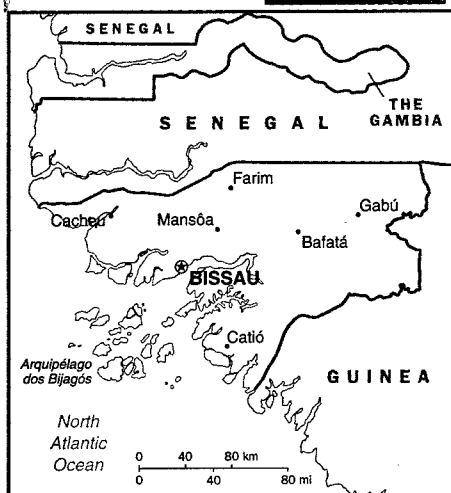 SENEGAL
THE
GAMBIA
SENEGAL
Farim
Cacheu
Mansôa
Gabú
Bafatá
BISSAU
Catió
Arquipélago
dos Bijagós
GUINEA
North
Atlantic
Ocean
0 40 80 km
0 40 80 mi